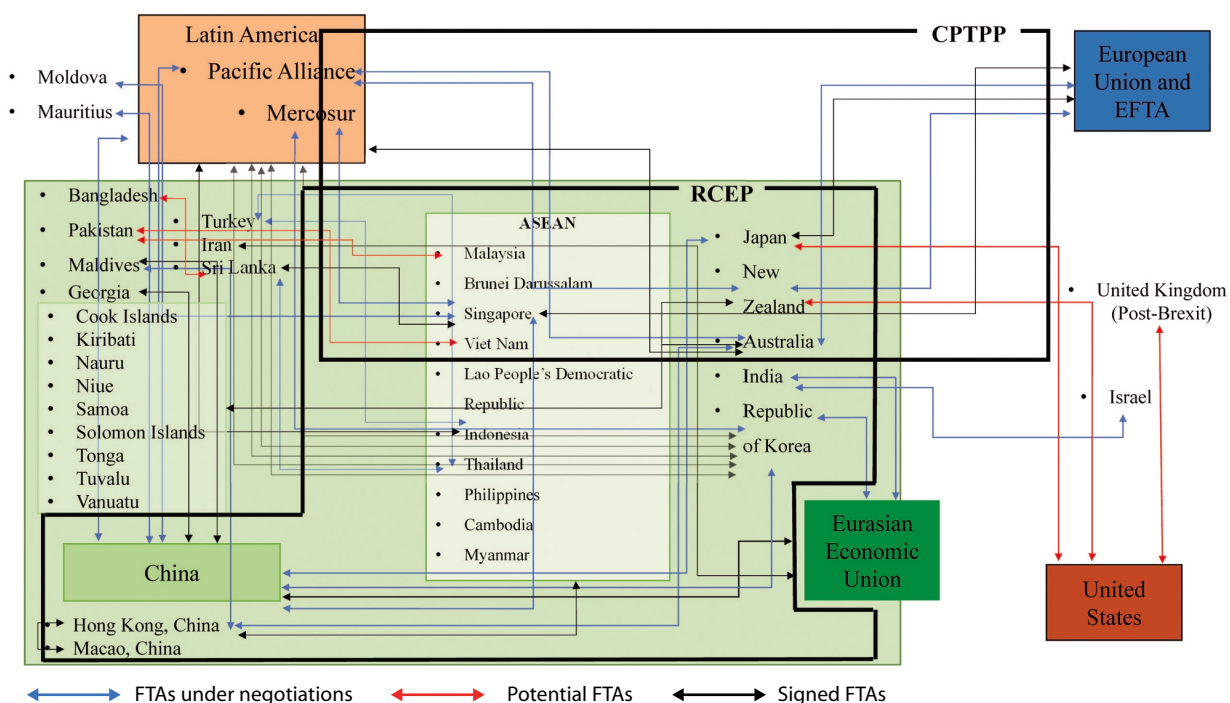 Latin America
• Pacific Alliance
• Mercosur
CPTPP
European
Union and
EFTA
• Moldova
• Mauritius
• Bangladesh
• Pakistan
• Maldives
• Georgia
• Turkey
• Iran
• Sri Lanka
• Cook Islands
• Kiribati
• Nauru
• Niue
• Samoa
• Solomon Islands
• Tonga
• Tuvalu
• Vanuatu
RCEP
ASEAN
• Malaysia
• Brunei Darussalam
• Singapore
• Viet Nam
• Lao People's Democratic
Republic
• Indonesia
• Thailand
• Philippines
• Cambodia
• Myanmar
• Japan
• New
Zealand
• Australia
• India
• Republic
of Korea
• United Kingdom
(Post-Brexit)
• Israel
China
• Hong Kong, China
• Macao, China
Eurasian
Economic
Union
United
States
FTAs under negotiations
Potential FTAs
Signed FTAs